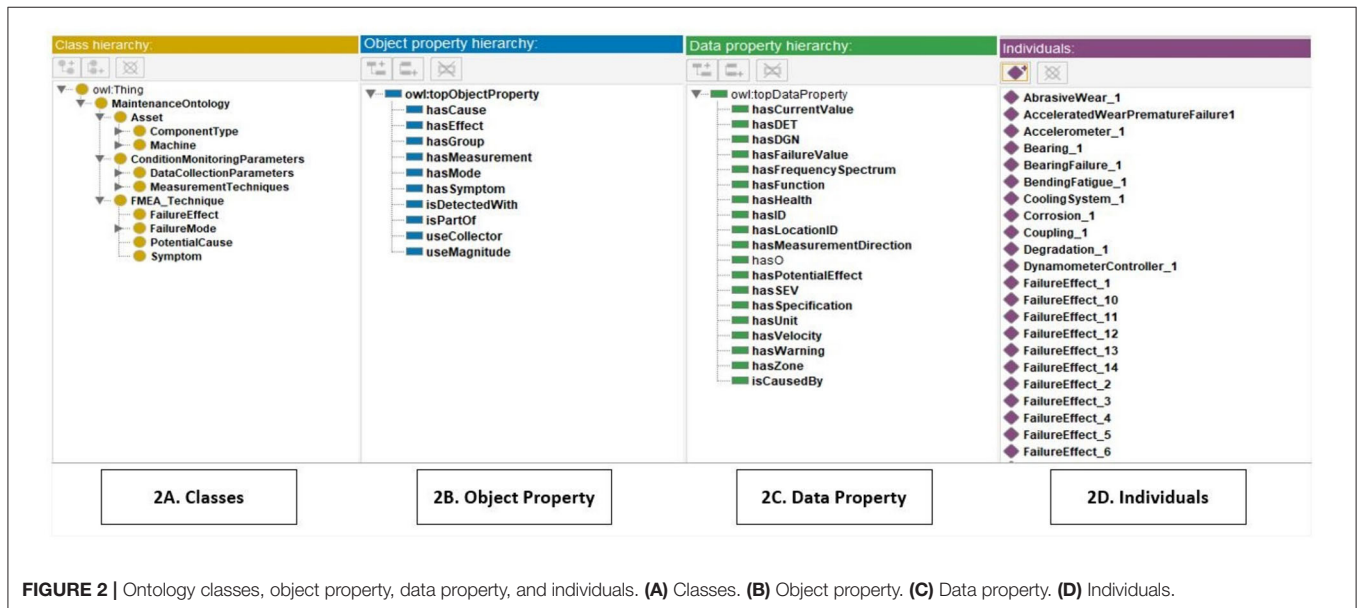 Class hierarchy:
owl:Thing
MaintenanceOntology
Asset
ComponentType
Machine
ConditionMonitoringParameters
DataCollectionParameters
MeasurementTechniques
FMEA_Technique
FailureEffect
FailureMode
PotentialCause
Symptom
Object property hierarchy:
owl:topObjectProperty
hasCause
hasEffect
hasGroup
hasMeasurement
hasMode
hasSymptom
isDetectedWith
isPartOf
useCollector
useMagnitude
Data property hierarchy:
owl:topDataProperty
hasCurrentValue
hasDET
hasDGN
hasFailureValue
hasFrequencySpectrum
hasFunction
hasHealth
hasID
hasLocationID
hasMeasurementDirection
hasO
hasPotentialEffect
hasSEV
hasSpecification
hasUnit
hasVelocity
hasWarning
hasZone
isCausedBy
Individuals:
AbrasiveWear_1
AcceleratedWearPrematureFailure1
Accelerometer_1
Bearing_1
BearingFailure_1
BendingFatigue_1
CoolingSystem_1
Corrosion_1
Coupling_1
Degradation_1
DynamometerController_1
FailureEffect_1
FailureEffect_10
FailureEffect_11
FailureEffect_12
FailureEffect_13
FailureEffect_14
FailureEffect_2
FailureEffect_3
FailureEffect_4
FailureEffect_5
FailureEffect_6
2A. Classes
2B. Object Property
2C. Data Property
2D. Individuals
FIGURE 2 | Ontology classes, object property, data property, and individuals. (A) Classes. (B) Object property. (C) Data property. (D) Individuals.